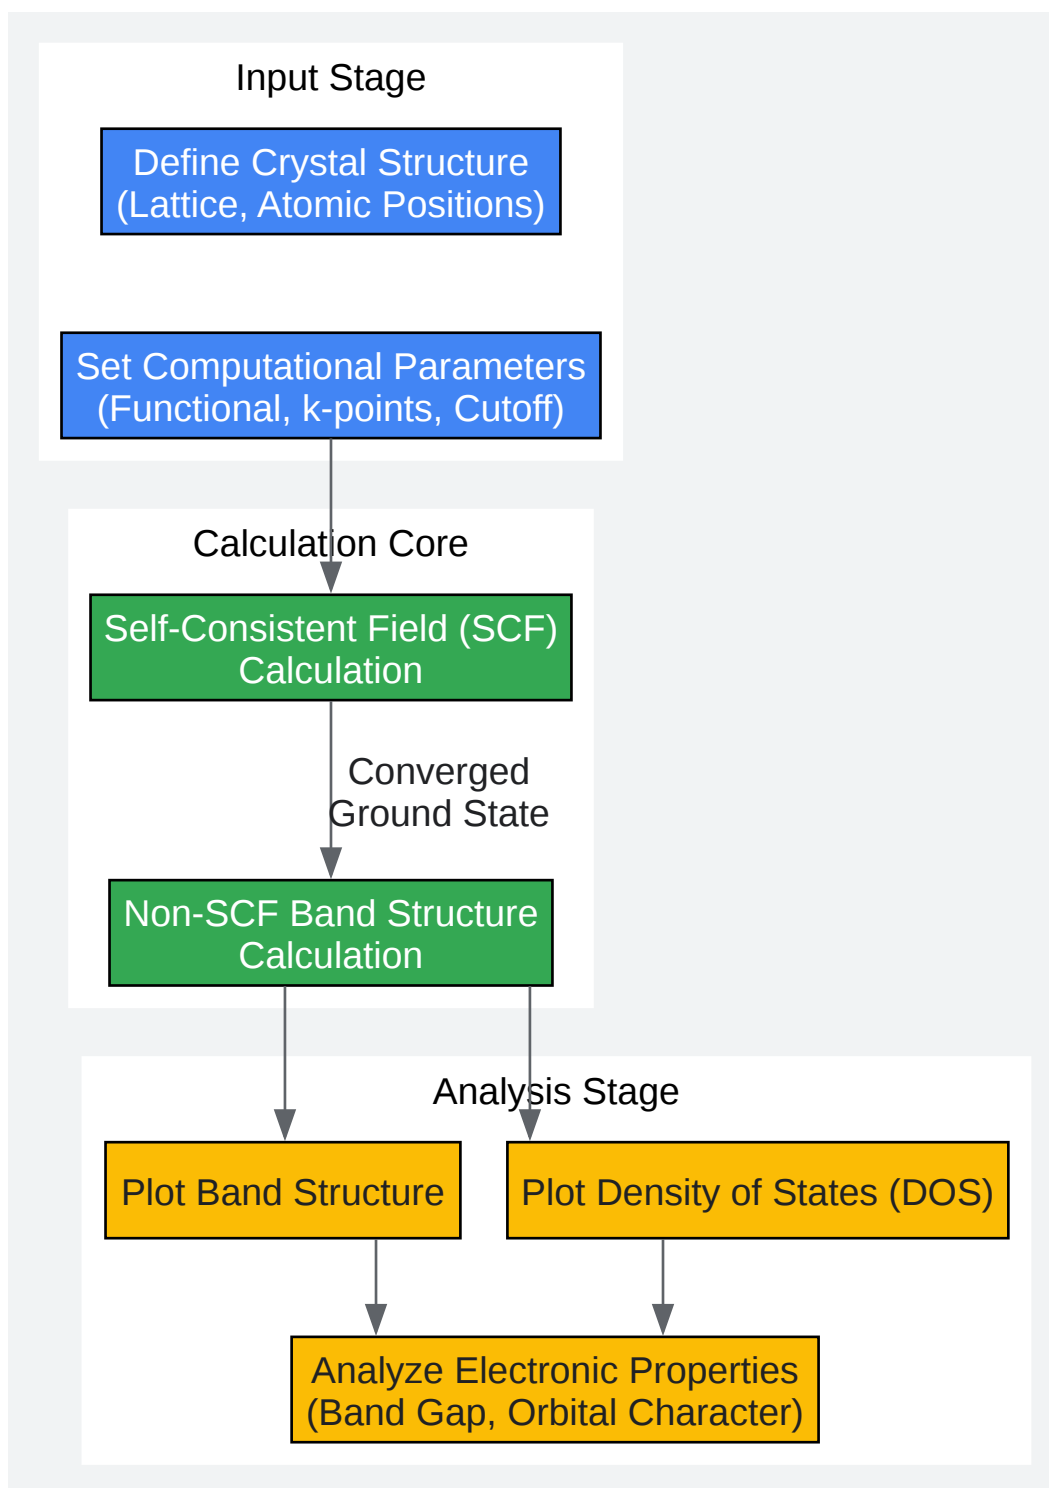 Input Stage
Define Crystal Structure
(Lattice, Atomic Positions)
Set Computational Parameters
(Functional, k-points, Cutoff)
Calculation Core
Self-Consistent Field (SCF)
Calculation
Converged
Ground State
Non-SCF Band Structure
Calculation
Analysis Stage
Plot Band Structure
Plot Density of States (DOS)
Analyze Electronic Properties
(Band Gap, Orbital Character)